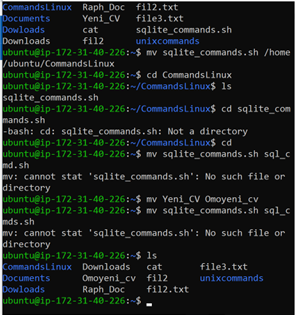 CommandsLinux  Raph_Doc  fil2.txt
Documents      Yeni_CV   file3.txt
Dowloads       cat       sqlite_commands.sh
Downloads      fil2      unixcommands
ubuntu@ip-172-31-40-226:~$ mv sqlite_commands.sh /home
/ubuntu/CommandsLinux
ubuntu@ip-172-31-40-226:~$ cd CommandsLinux
ubuntu@ip-172-31-40-226:~/CommandsLinux$ ls
sqlite_commands.sh
ubuntu@ip-172-31-40-226:~/CommandsLinux$ cd sqlite_com
mands.sh
-bash: cd: sqlite_commands.sh: Not a directory
ubuntu@ip-172-31-40-226:~/CommandsLinux$ cd
ubuntu@ip-172-31-40-226:~$ mv sqlite_commands.sh sql_c
md.sh
mv: cannot stat 'sqlite_commands.sh': No such file or
directory
ubuntu@ip-172-31-40-226:~$ mv Yeni_CV Omoyeni_cv
ubuntu@ip-172-31-40-226:~$ mv sqlite_commands.sh sql_c
mds.sh
mv: cannot stat 'sqlite_commands.sh': No such file or
directory
ubuntu@ip-172-31-40-226:~$ ls
CommandsLinux  Downloads   cat       file3.txt
Documents      Omoyeni_cv  fil2      unixcommands
Dowloads       Raph_Doc    fil2.txt
ubuntu@ip-172-31-40-226:~$